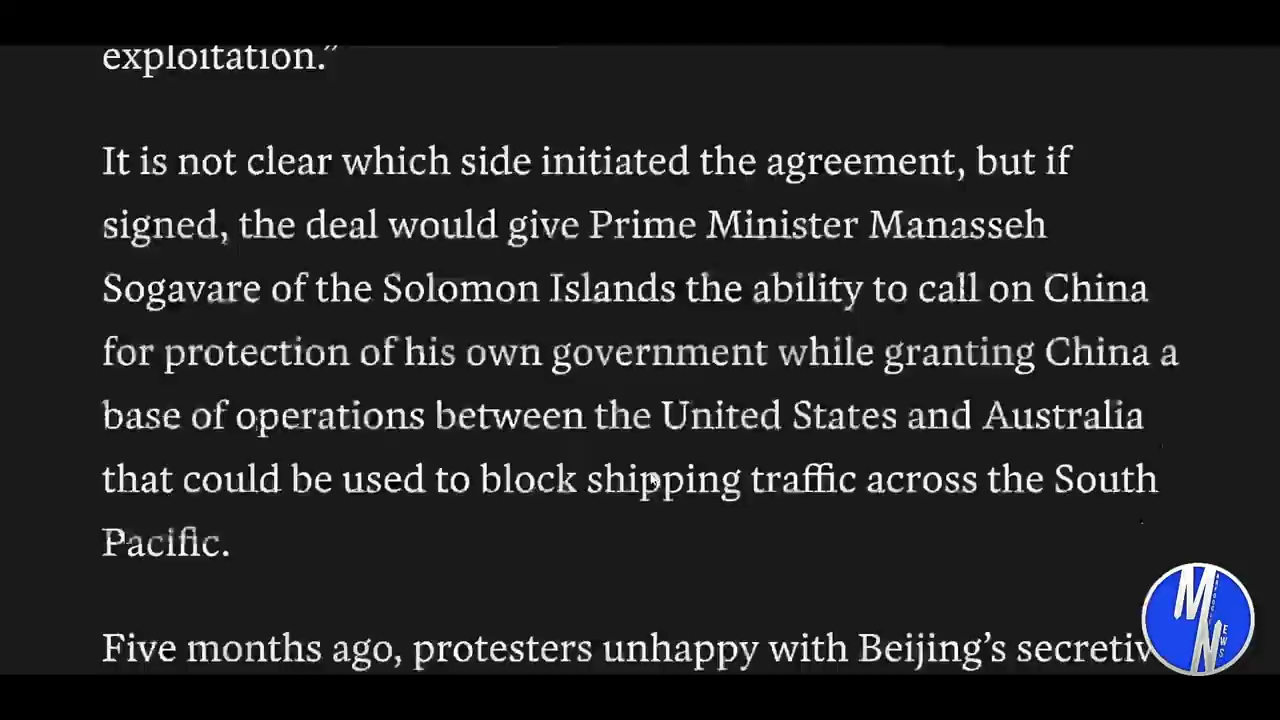 exploitation.”
It is not clear which side initiated the agreement, but if
signed, the deal would give Prime Minister Manasseh
Sogavare of the Solomon Islands the ability to call on China
for protection of his own government while granting China a
base of operations between the United States and Australia
that could be used to block shipping traffic across the South
Pacific.
Five months ago, protesters unhappy with Beijing’s secretiv
M
N
EWS